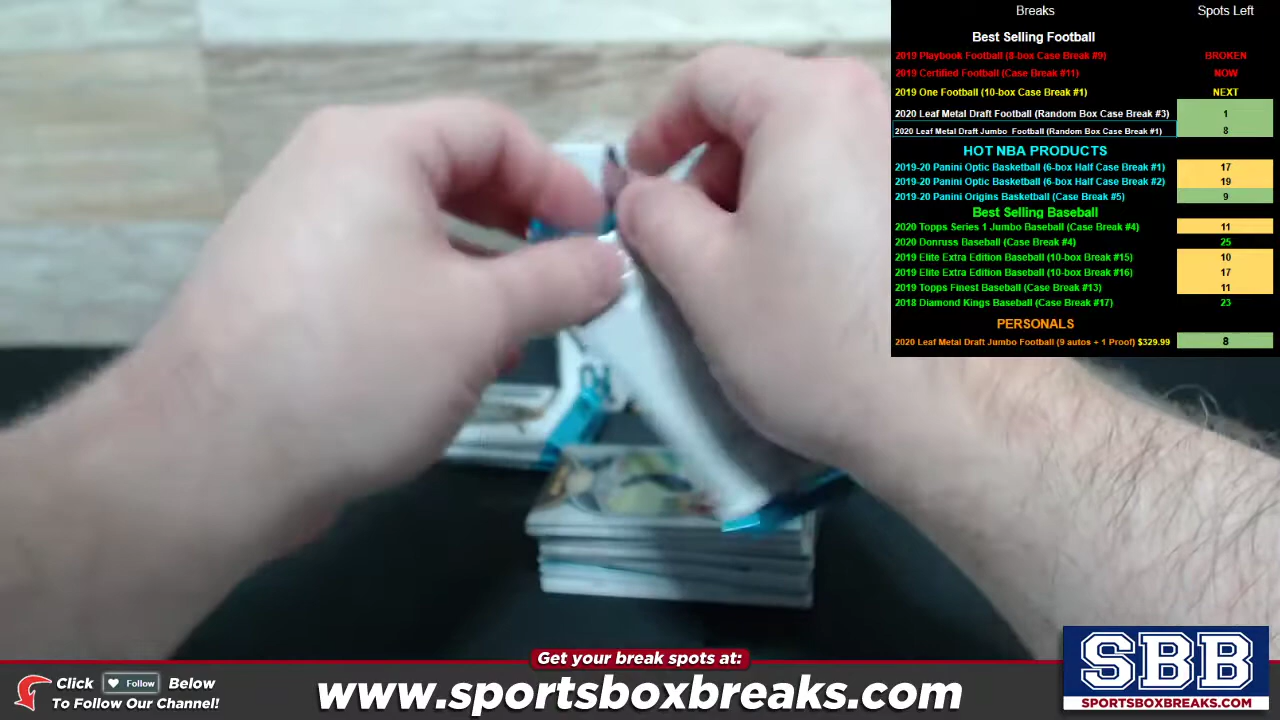 Breaks Spots Left
Best Selling Football
2019 Playbook Football (8-box Case Break #9) BROKEN
2019 Certified Football (Case Break #11) NOW
2019 One Football (10-box Case Break #1) NEXT
2020 Leaf Metal Draft Football (Random Box Case Break #3) 1
2020 Leaf Metal Draft Jumbo Football (Random Box Case Break #1) 8
HOT NBA PRODUCTS
2019-20 Panini Optic Basketball (6-box Half Case Break #1) 17
2019-20 Panini Optic Basketball (6-box Half Case Break #2) 19
2019-20 Panini Origins Basketball (Case Break #5) 9
Best Selling Baseball
2020 Topps Series 1 Jumbo Baseball (Case Break #4) 11
2020 Donruss Baseball (Case Break #4) 25
2019 Elite Extra Edition Baseball (10-box Break #15) 10
2019 Elite Extra Edition Baseball (10-box Break #16) 17
2019 Topps Finest Baseball (Case Break #13) 11
2018 Diamond Kings Baseball (Case Break #17) 23
PERSONALS
2020 Leaf Metal Draft Jumbo Football (9 autos + 1 Proof) $329.99 8
Get your break spots at:
Click Follow Below
To Follow Our Channel!
www.sportsboxbreaks.com
SBB
SPORTSBOXBREAKS.COM